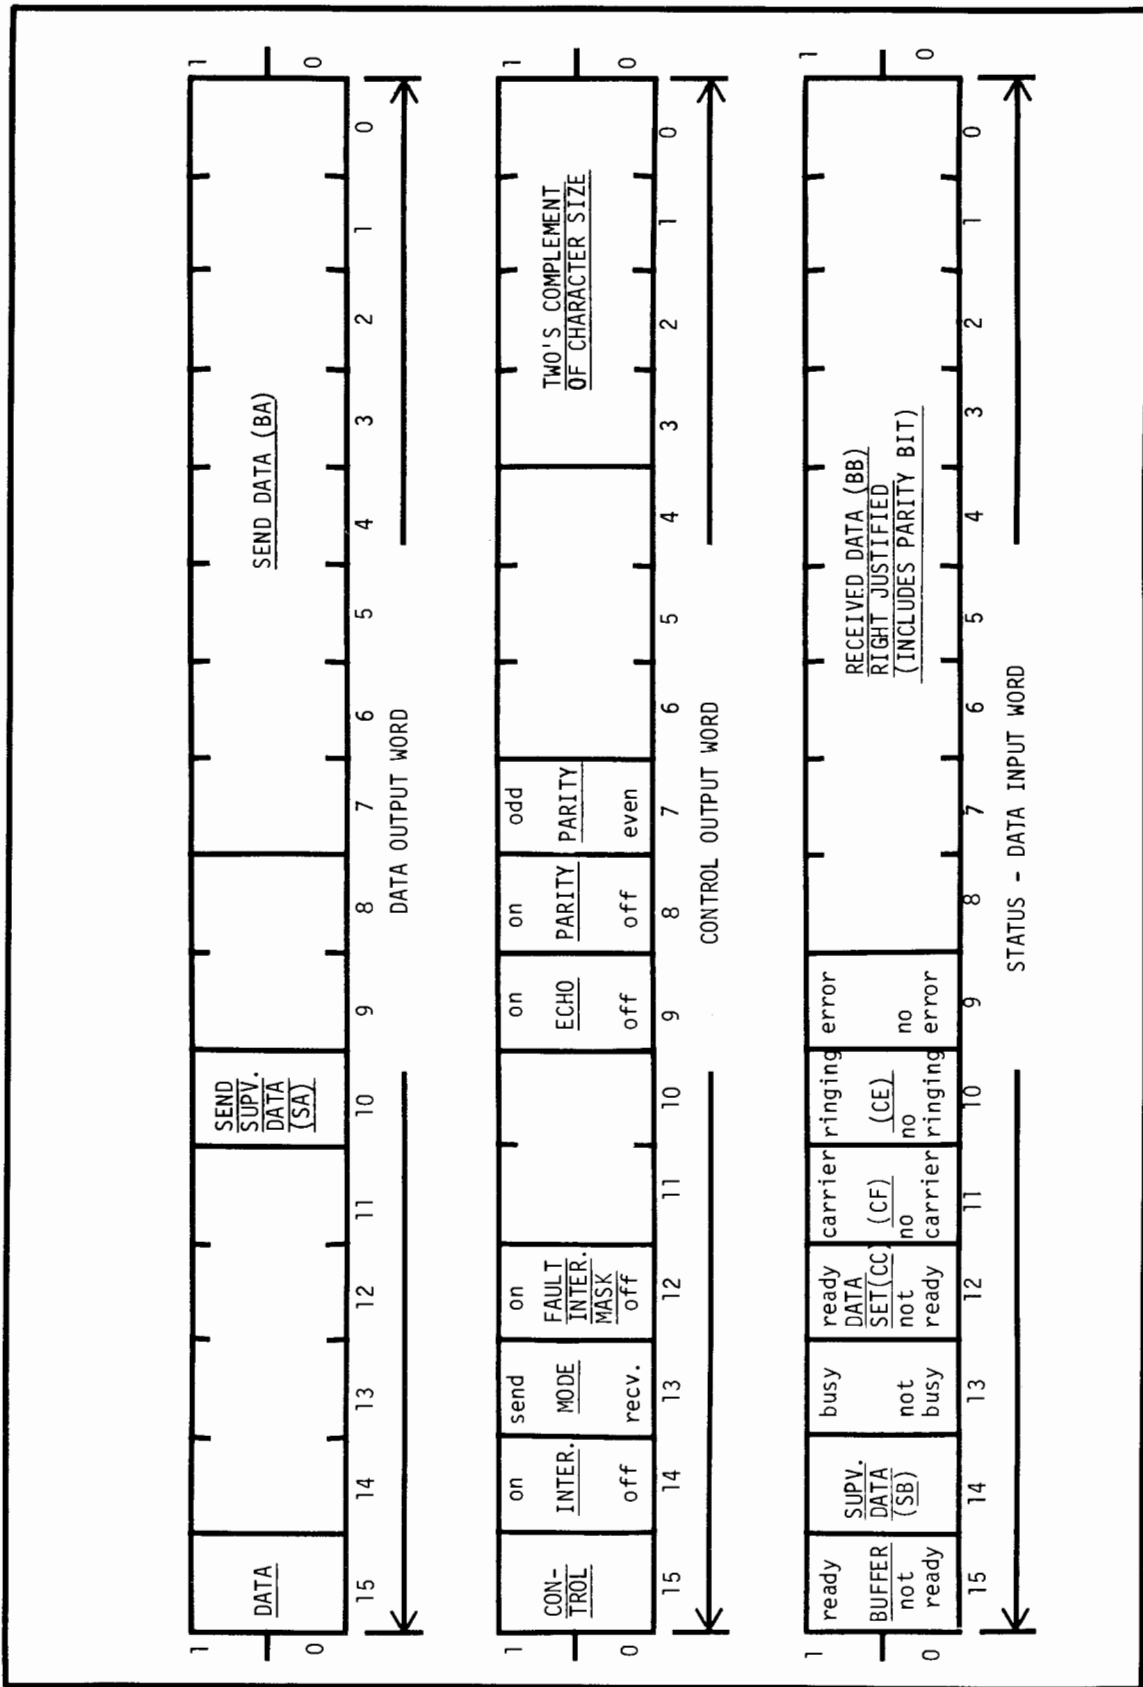 1
DATA
SEND
SUPV.
DATA
(SA)
SEND DATA (BA)
1
0
0
15 14 13 12 11 10 9 8 7 6 5 4 3 2 1 0
DATA OUTPUT WORD
1
CON-
TROL
on
INTER.
off
send
MODE
recv.
on
FAULT
INTER.
MASK
off
on
ECHO
off
on
PARITY
off
odd
PARITY
even
TWO'S COMPLEMENT
OF CHARACTER SIZE
1
0
0
15 14 13 12 11 10 9 8 7 6 5 4 3 2 1 0
CONTROL OUTPUT WORD
1
ready
BUFFER
not
ready
SUPV.
DATA
(SB)
busy
not
busy
ready
DATA
SET(CC)
not
ready
carrier
(CF)
no
carrier
ringing
(CE)
no
ringing
error
no
error
RECEIVED DATA (BB)
RIGHT JUSTIFIED
(INCLUDES PARITY BIT)
1
0
0
15 14 13 12 11 10 9 8 7 6 5 4 3 2 1 0
STATUS - DATA INPUT WORD